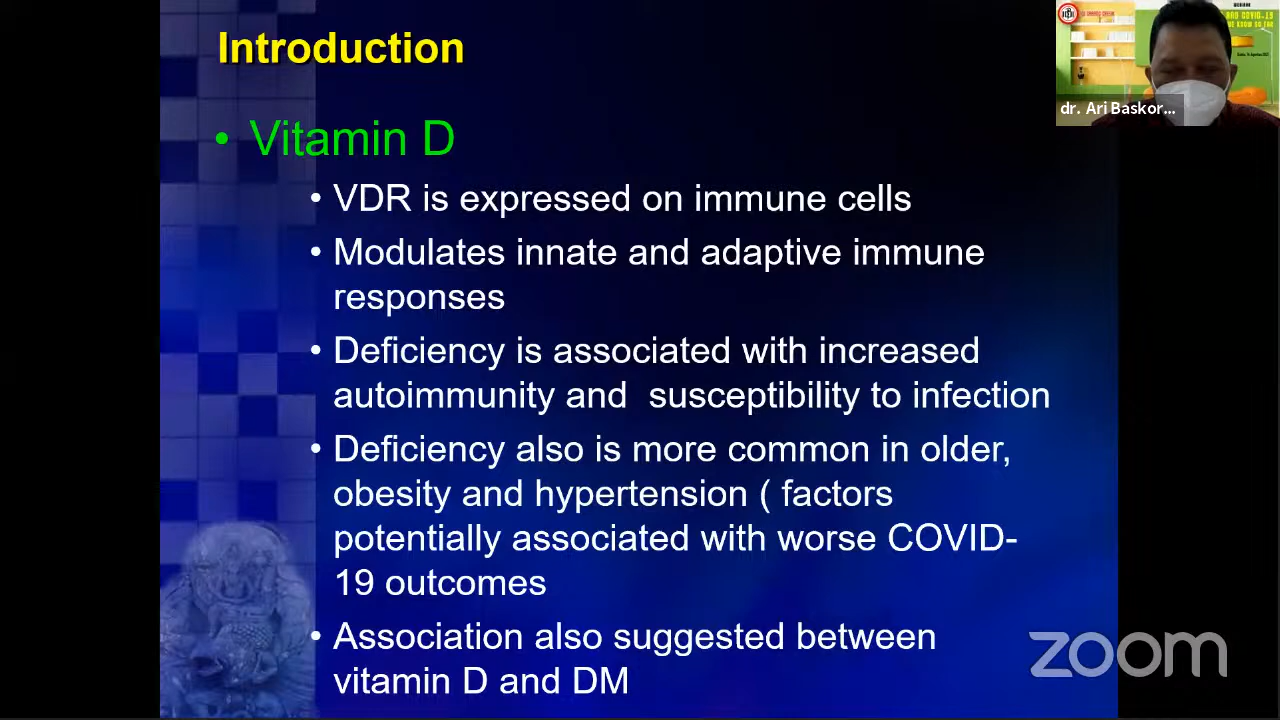 Introduction
• Vitamin D
• VDR is expressed on immune cells
• Modulates innate and adaptive immune
responses
• Deficiency is associated with increased
autoimmunity and susceptibility to infection
• Deficiency also is more common in older,
obesity and hypertension ( factors
potentially associated with worse COVID-
19 outcomes
• Association also suggested between
vitamin D and DM
dr. Ari Baskor...
zoom